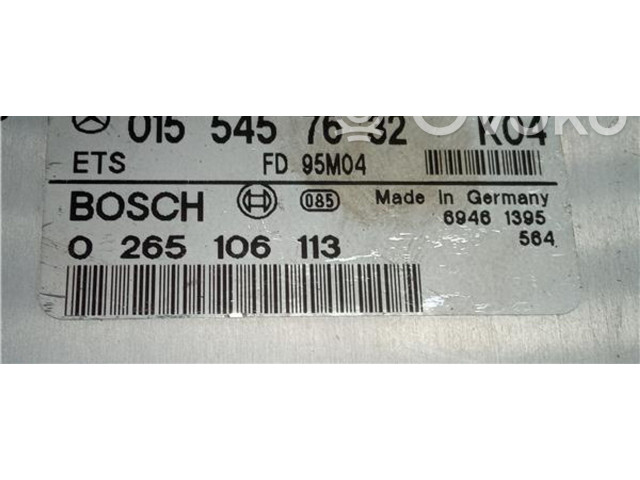 015 545 76 32 K04
ETS FD 95M04
BOSCH 085 Made In Germany
6946 1395
0 265 106 113 564
Ovoko